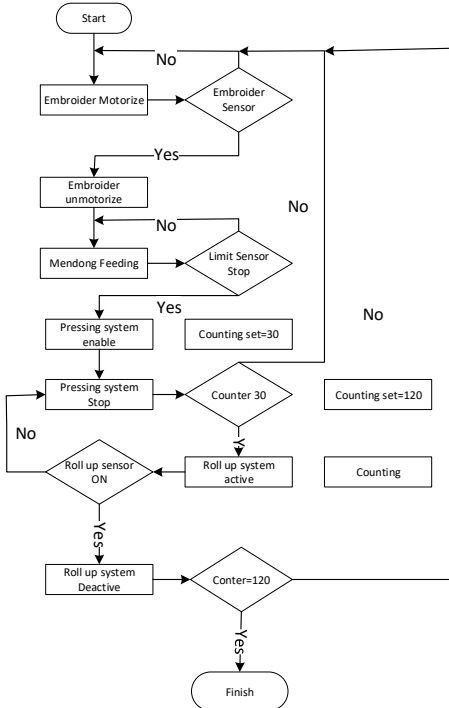 Start
No
Embroider Motorize
Embroider
Sensor
Yes
Embroider
unmotorize
No
No
Mendong Feeding
Limit Sensor
Stop
Yes
No
Pressing system
enable
Counting set=30
Pressing system
Stop
Counter 30
Counting set=120
No
Y
Roll up sensor
ON
Roll up system
active
Counting
Yes
Roll up system
Deactive
Conter=120
Yes
Finish